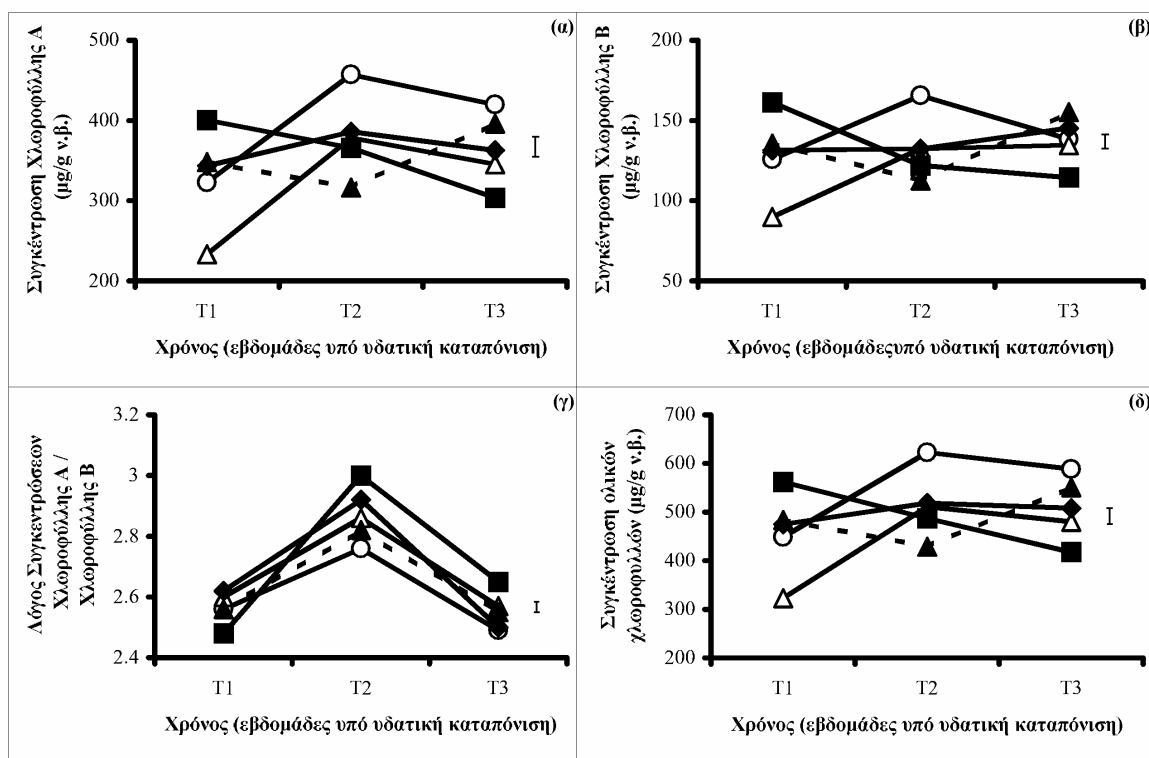 (α)
Συγκέντρωση Χλωροφύλλης Α
(μg/g ν.β.)
500
400
300
200
T1 T2 T3
Χρόνος (εβδομάδες υπό υδατική καταπόνιση)
(β)
Συγκέντρωση Χλωροφύλλης Β
(μg/g ν.β.)
200
150
100
50
T1 T2 T3
Χρόνος (εβδομάδεςυπό υδατική καταπόνιση)
(γ)
Λόγος Συγκεντρώσεων
Χλωροφύλλης Α /
Χλωροφύλλης Β
3.2
3
2.8
2.6
2.4
T1 T2 T3
Χρόνος (εβδομάδες υπό υδατική καταπόνιση)
(δ)
Συγκέντρωση ολικών
χλωροφυλλών (μg/g ν.β.)
700
600
500
400
300
200
T1 T2 T3
Χρόνος (εβδομάδες υπό υδατική καταπόνιση)